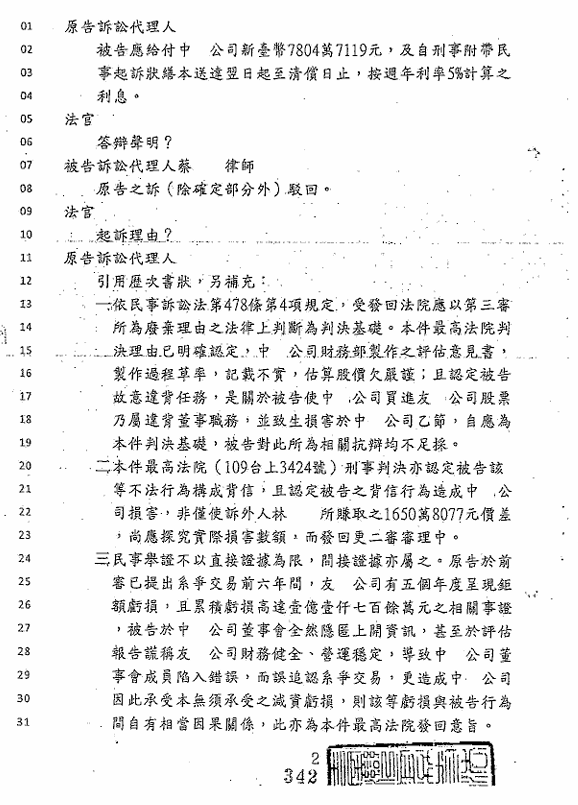 01 原告訴訟代理人
02 被告應給付中 公司新臺幣7804萬7119元，及自刑事附帶民
03 事起訴狀繕本送達翌日起至清償日止，按週年利率5%計算之
04 利息。
05 法官
06 答辯聲明？
07 被告訴訟代理人蔡 律師
08 原告之訴（除確定部分外）駁回。
09 法官
10 起訴理由？
11 原告訴訟代理人
12 引用歷次書狀，另補充：
13 一依民事訴訟法第478條第4項規定，受發回法院應以第三審
14 所為廢棄理由之法律上判斷為判決基礎。本件最高法院判
15 決理由已明確認定，中 公司財務部製作之評估意見書，
16 製作過程草率，記載不實，估算股價欠嚴謹；且認定被告
17 故意違背任務，是關於被告使中 公司買進友 公司股票
18 乃屬違背董事職務，並致生損害於中 公司乙節，自應為
19 本件判決基礎，被告對此所為相關抗辯均不足採。
20 二本件最高法院（109台上3424號）刑事判決亦認定被告該
21 等不法行為構成背信，且認定被告之背信行為造成中 公
22 司損害，非僅使訴外人林 所賺取之1650萬8077元價差
23 ，尚應探究實際損害數額，而發回更二審審理中。
24 三民事舉證不以直接證據為限，間接證據亦屬之。原告於前
25 審已提出系爭交易前六年間，友 公司有五個年度呈現鉅
26 額虧損，且累積虧損高達壹億壹仟七百餘萬元之相關事證
27 ，被告於中 公司董事會全然隱匿上開資訊，甚至於評估
28 報告謊稱友 公司財務健全、營運穩定，導致中 公司董
29 事會成員陷入錯誤，而誤追認系爭交易，更造成中 公司
30 因此承受本無須承受之減資虧損，則該等虧損與被告行為
31 間自有相當因果關係，此亦為本件最高法院發回意旨。
2
342